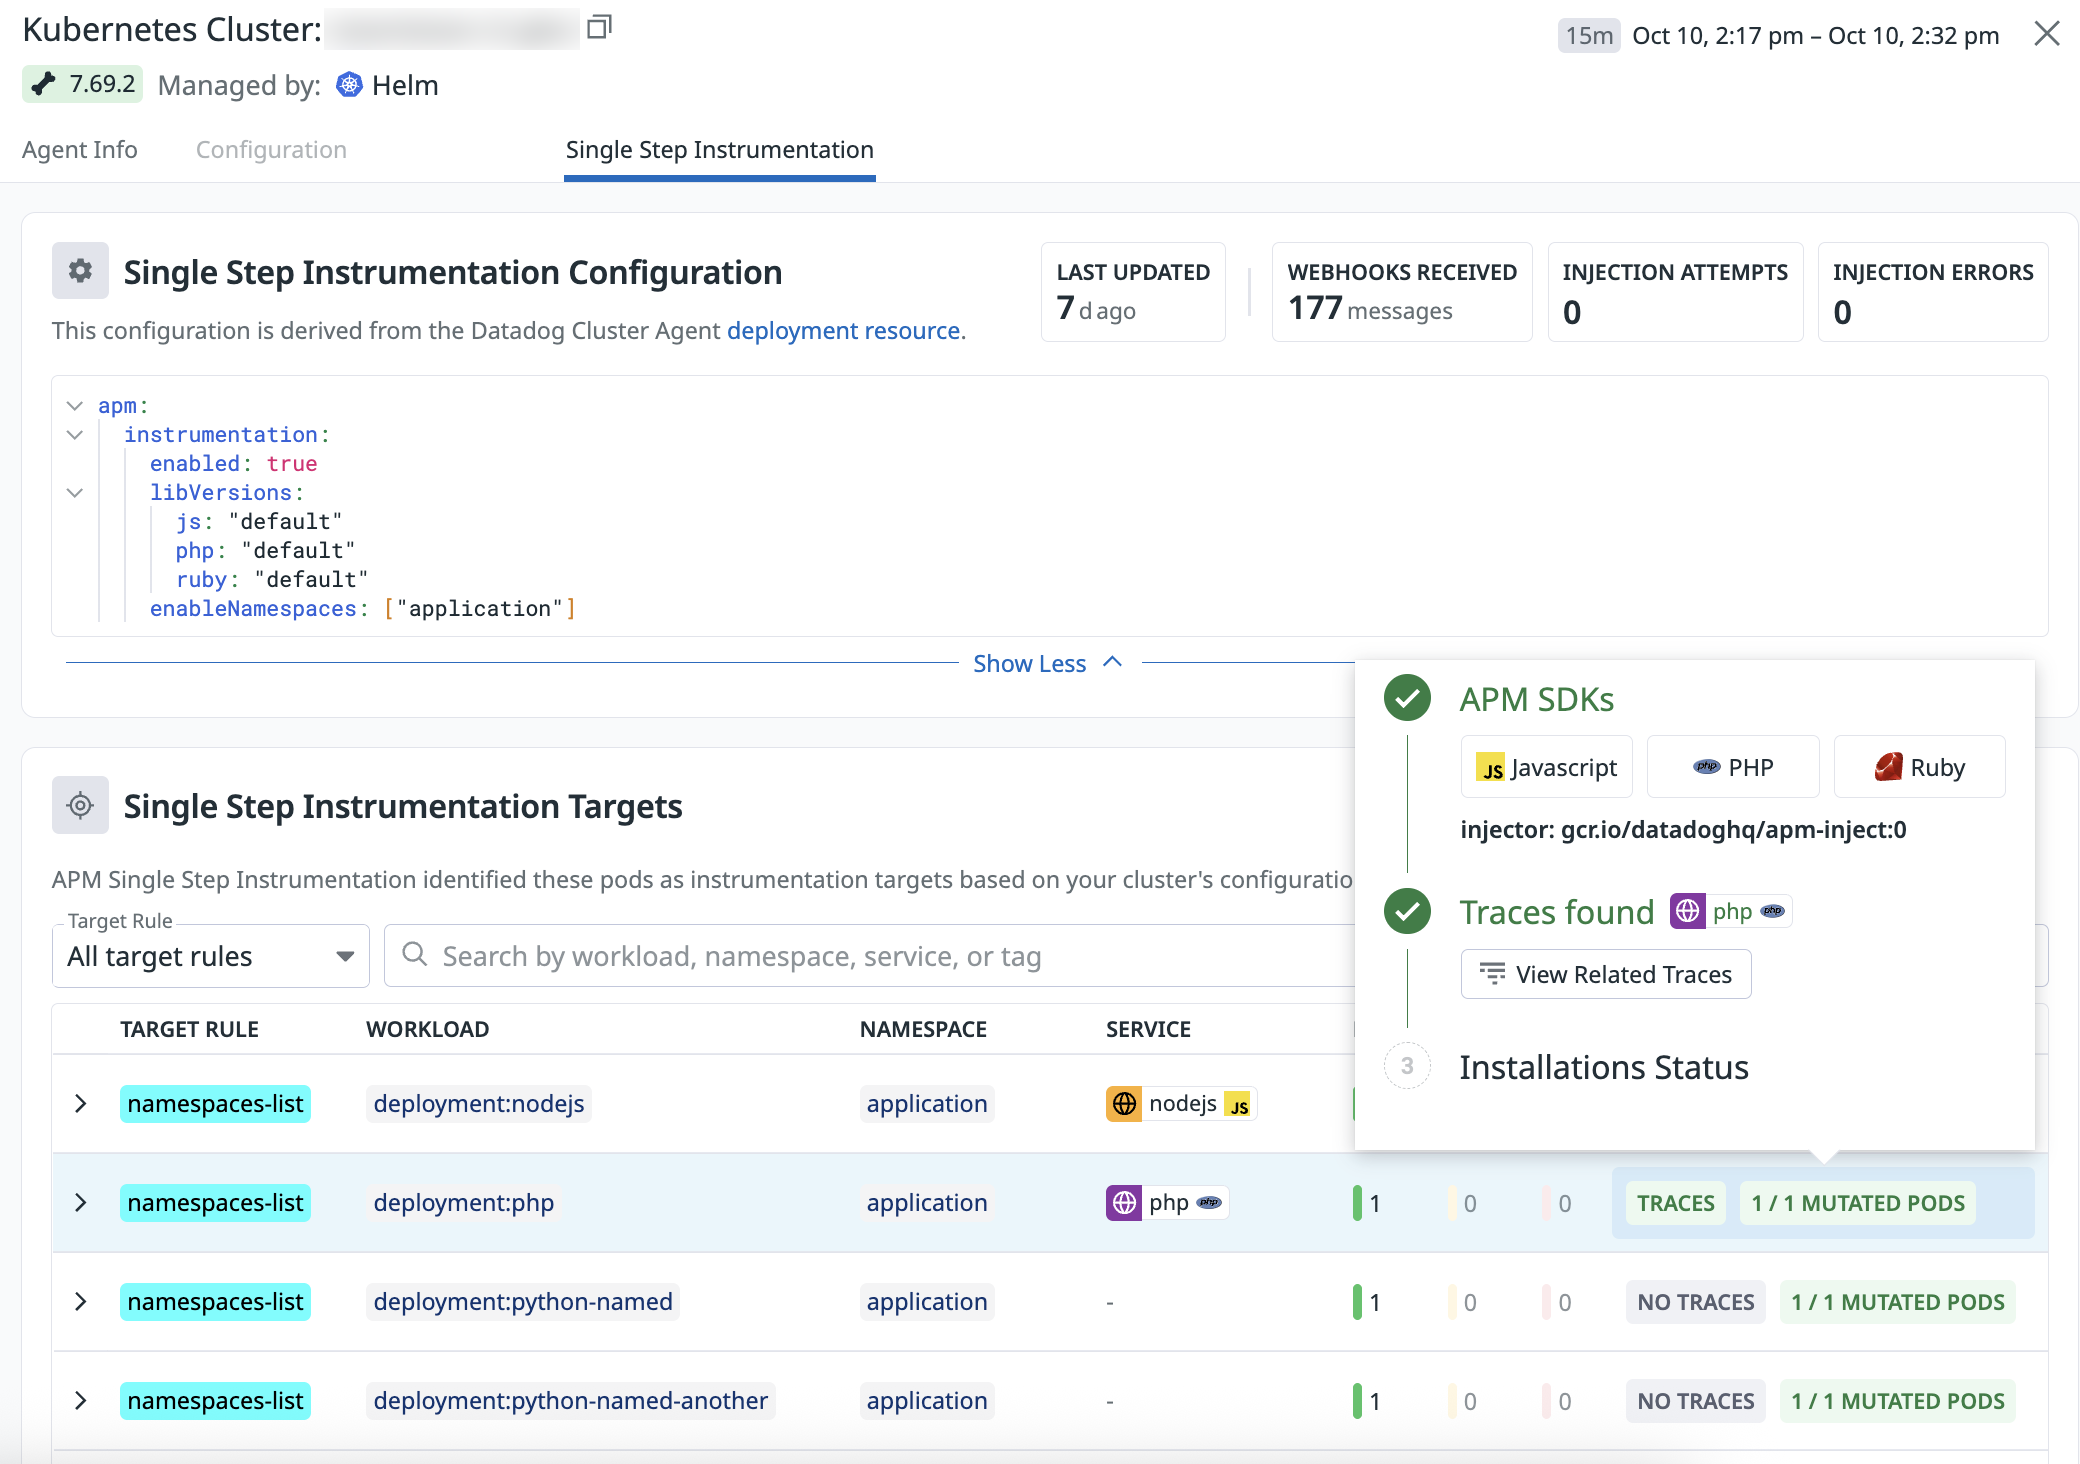 Kubernetes Cluster:
15m Oct 10, 2:17 pm – Oct 10, 2:32 pm
7.69.2 Managed by: Helm
Agent Info Configuration Single Step Instrumentation
Single Step Instrumentation Configuration
This configuration is derived from the Datadog Cluster Agent deployment resource.
LAST UPDATED
7 d ago
WEBHOOKS RECEIVED
177 messages
INJECTION ATTEMPTS
0
INJECTION ERRORS
0
apm:
instrumentation:
enabled: true
libVersions:
js: "default"
php: "default"
ruby: "default"
enableNamespaces: ["application"]
Show Less
APM SDKs
JS Javascript php PHP Ruby
injector: gcr.io/datadoghq/apm-inject:0
Traces found php php
View Related Traces
3 Installations Status
Single Step Instrumentation Targets
APM Single Step Instrumentation identified these pods as instrumentation targets based on your cluster's configuratio
Target Rule
All target rules
Search by workload, namespace, service, or tag
TARGET RULE WORKLOAD NAMESPACE SERVICE
namespaces-list deployment:nodejs application nodejs JS
namespaces-list deployment:php application php php 1 0 0 TRACES 1 / 1 MUTATED PODS
namespaces-list deployment:python-named application - 1 0 0 NO TRACES 1 / 1 MUTATED PODS
namespaces-list deployment:python-named-another application - 1 0 0 NO TRACES 1 / 1 MUTATED PODS